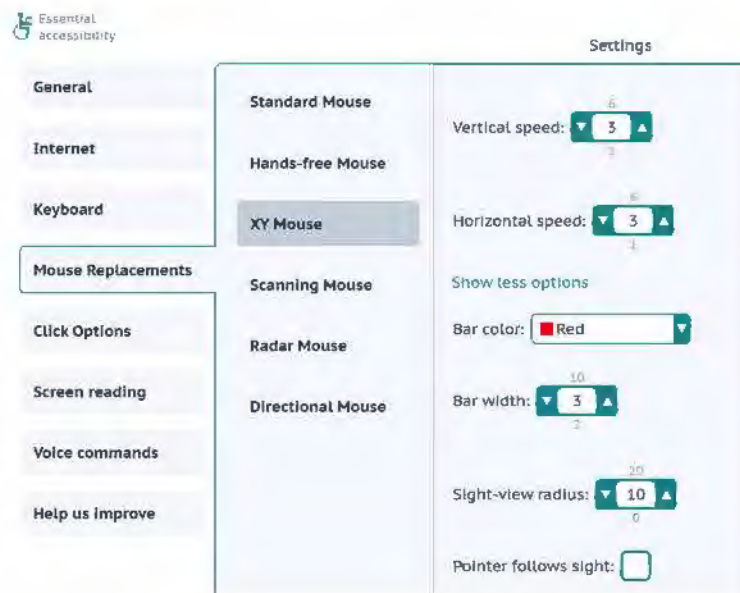 Essential
accessibility
Settings
General
Internet
Keyboard
Mouse Replacements
Click Options
Screen reading
Voice commands
Help us improve
Standard Mouse
Hands-free Mouse
XY Mouse
Scanning Mouse
Radar Mouse
Directional Mouse
6
Vertical speed: ▼ 3 ▲
6
Horizontal speed: ▼ 3 ▲
Show less options
Bar color: Red ▼
10
Bar width: ▼ 3 ▲
2
20
Sight-view radius: ▼ 10 ▲
0
Pointer follows sight: